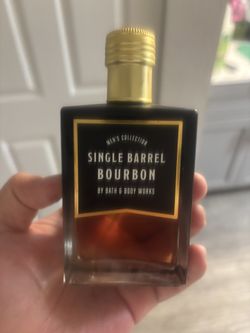 MEN'S COLLECTION
SINGLE BARREL
BOURBON
BY BATH & BODY WORKS